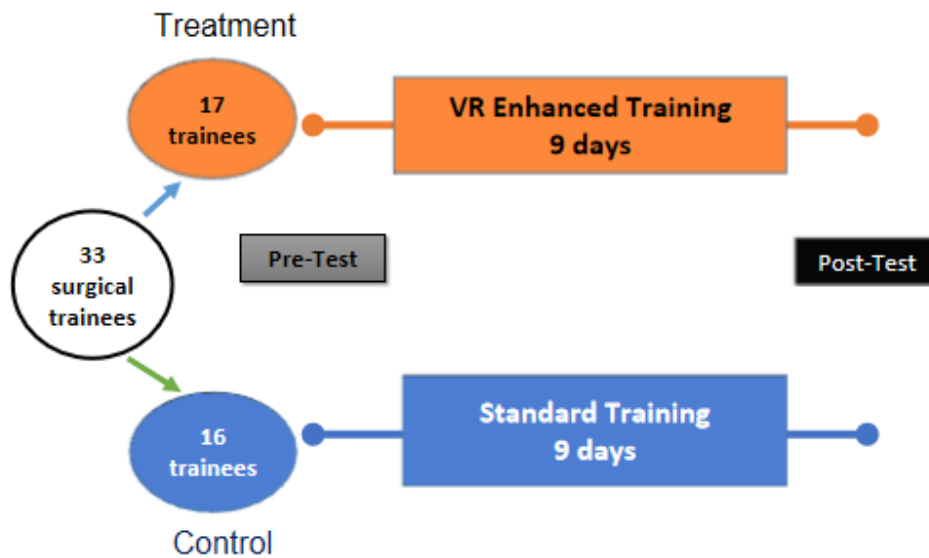 Treatment
17
trainees
VR Enhanced Training
9 days
33
surgical
trainees
Pre-Test
Post-Test
16
trainees
Standard Training
9 days
Control